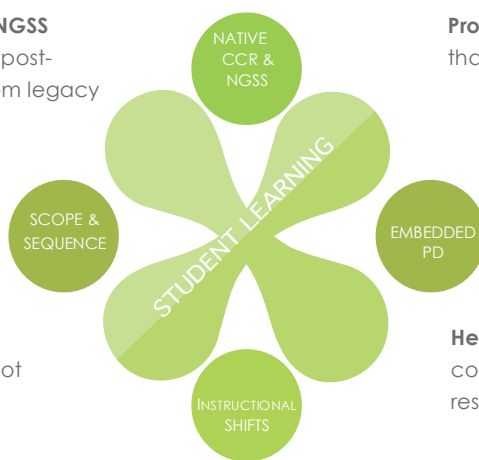 NGSS
post-
om legacy
Pro
tha
NATIVE
CCR &
NGSS
STUDENT LEARNING
SCOPE &
SEQUENCE
EMBEDDED
PD
INSTRUCTIONAL
SHIFTS
ot
He
co
res